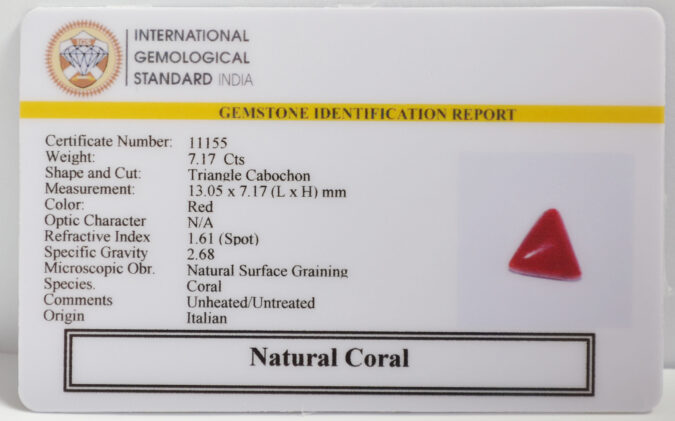 IGS
INTERNATIONAL
GEMOLOGICAL
STANDARD INDIA
GEMSTONE IDENTIFICATION REPORT
Certificate Number: 11155
Weight: 7.17 Cts
Shape and Cut: Triangle Cabochon
Measurement: 13.05 x 7.17 (L x H) mm
Color: Red
Optic Character N/A
Refractive Index 1.61 (Spot)
Specific Gravity 2.68
Microscopic Obr. Natural Surface Graining
Species. Coral
Comments Unheated/Untreated
Origin Italian
Natural Coral